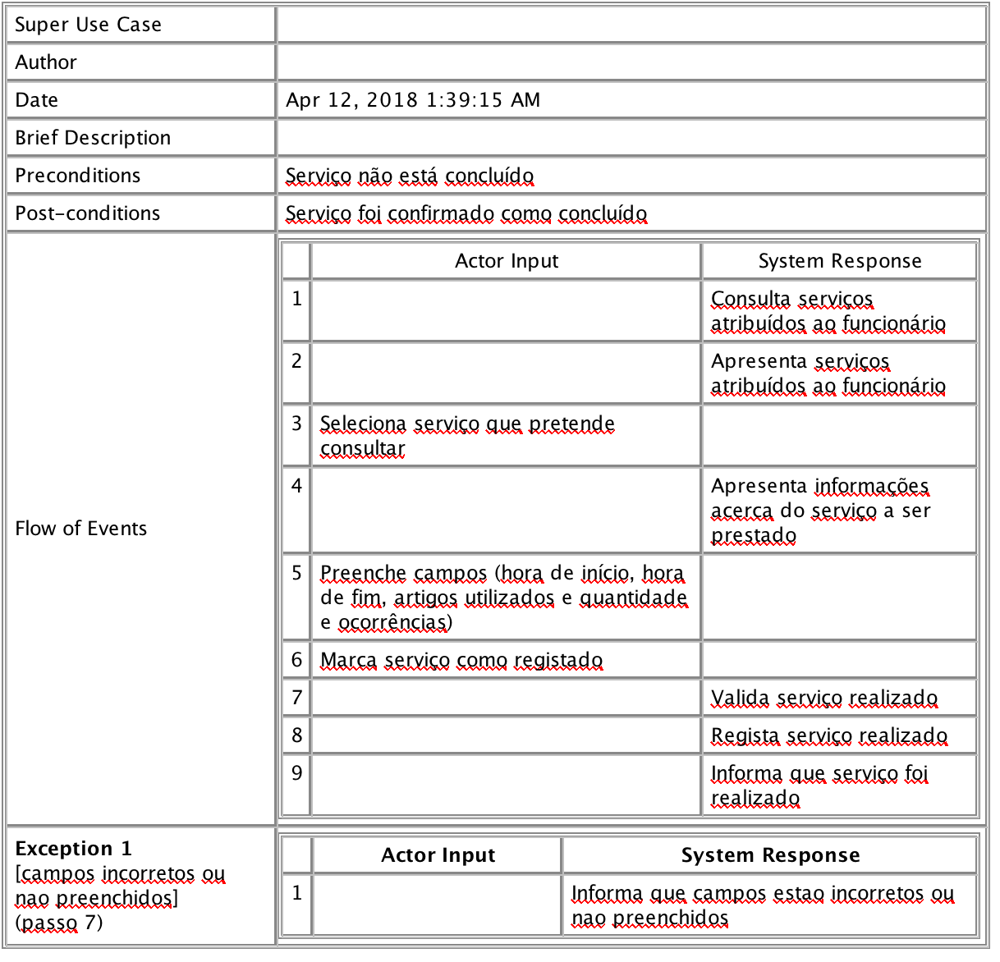 Super Use Case
Author
Date
Apr 12, 2018 1:39:15 AM
Brief Description
Preconditions
Serviço não está concluído
Post-conditions
Serviço foi confirmado como concluído
Flow of Events
Actor Input
System Response
1
Consulta serviços
atribuídos ao funcionário
2
Apresenta serviços
atribuídos ao funcionário
3
Seleciona serviço que pretende
consultar
4
Apresenta informações
acerca do serviço a ser
prestado
5
Preenche campos (hora de início, hora
de fim, artigos utilizados e quantidade
e ocorrências)
6
Marca serviço como registado
7
Valida serviço realizado
8
Regista serviço realizado
9
Informa que serviço foi
realizado
Exception 1
[campos incorretos ou
nao preenchidos]
(passo 7)
Actor Input
System Response
1
Informa que campos estao incorretos ou
nao preenchidos